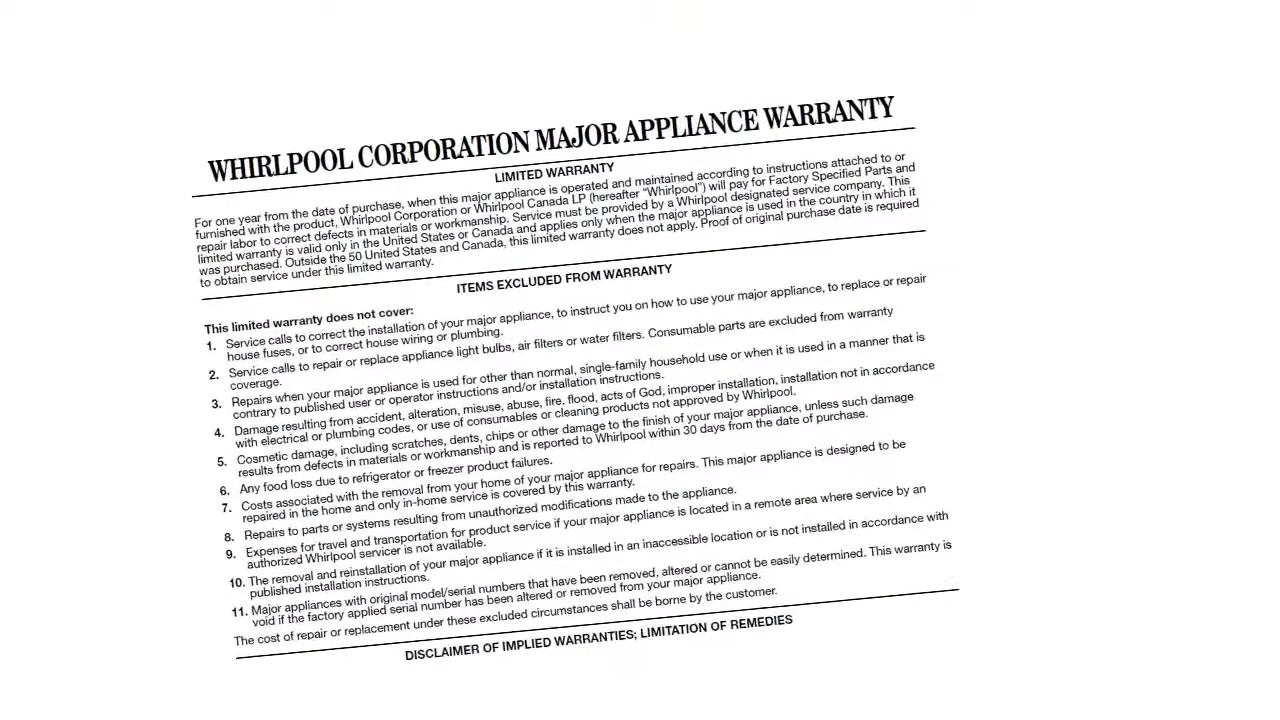 WHIRLPOOL CORPORATION MAJOR APPLIANCE WARRANTY
LIMITED WARRANTY
For one year from the date of purchase, when this major appliance is operated and maintained according to instructions attached to or
furnished with the product, Whirlpool Corporation or Whirlpool Canada LP (hereafter “Whirlpool”) will pay for Factory Specified Parts and
repair labor to correct defects in materials or workmanship. Service must be provided by a Whirlpool designated service company. This
limited warranty is valid only in the United States or Canada and applies only when the major appliance is used in the country in which it
was purchased. Outside the 50 United States and Canada, this limited warranty does not apply. Proof of original purchase date is required
to obtain service under this limited warranty.
ITEMS EXCLUDED FROM WARRANTY
This limited warranty does not cover:
1. Service calls to correct the installation of your major appliance, to instruct you on how to use your major appliance, to replace or repair
house fuses, or to correct house wiring or plumbing.
2. Service calls to repair or replace appliance light bulbs, air filters or water filters. Consumable parts are excluded from warranty
coverage.
3. Repairs when your major appliance is used for other than normal, single-family household use or when it is used in a manner that is
contrary to published user or operator instructions and/or installation instructions.
4. Damage resulting from accident, alteration, misuse, abuse, fire, flood, acts of God, improper installation, installation not in accordance
with electrical or plumbing codes, or use of consumables or cleaning products not approved by Whirlpool.
5. Cosmetic damage, including scratches, dents, chips or other damage to the finish of your major appliance, unless such damage
results from defects in materials or workmanship and is reported to Whirlpool within 30 days from the date of purchase.
6. Any food loss due to refrigerator or freezer product failures.
7. Costs associated with the removal from your home of your major appliance for repairs. This major appliance is designed to be
repaired in the home and only in-home service is covered by this warranty.
8. Repairs to parts or systems resulting from unauthorized modifications made to the appliance.
9. Expenses for travel and transportation for product service if your major appliance is located in a remote area where service by an
authorized Whirlpool servicer is not available.
10. The removal and reinstallation of your major appliance if it is installed in an inaccessible location or is not installed in accordance with
published installation instructions.
11. Major appliances with original model/serial numbers that have been removed, altered or cannot be easily determined. This warranty is
void if the factory applied serial number has been altered or removed from your major appliance.
The cost of repair or replacement under these excluded circumstances shall be borne by the customer.
DISCLAIMER OF IMPLIED WARRANTIES; LIMITATION OF REMEDIES